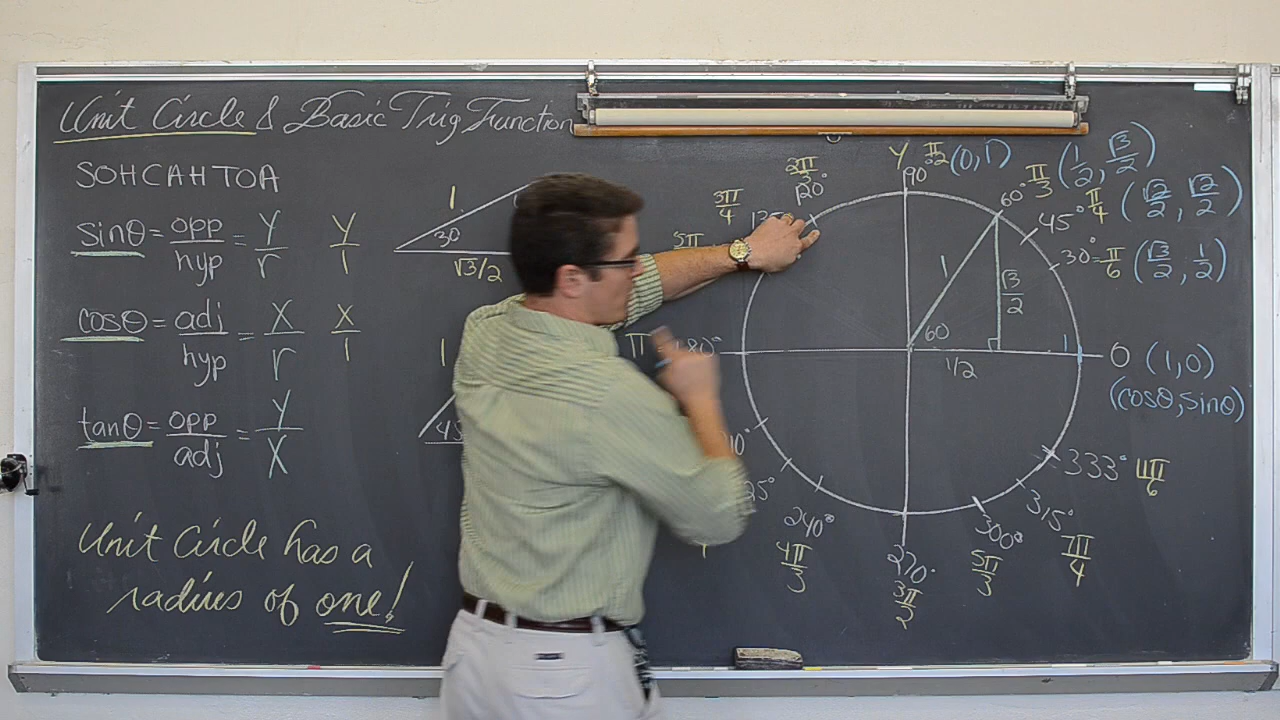 Unit Circle & Basic Trig Function
SOHCAHTOA
sinθ = opp/hyp = y/r y/1
cosθ = adj/hyp = x/r x/1
tanθ = opp/adj = y/x
Unit Circle has a
radius of one!
1
30
√3/2
1
45
Y π/2 (0, 1)
90°
2π/3
120°
3π/4
5π
π = 180°
60° π/3 (1/2, √3/2)
45° π/4 (√2/2, √2/2)
30° = π/6 (√3/2, 1/2)
1
√3/2
60
1/2
1
0 (1,0)
(cosθ, sinθ)
333° 11π/6
315°
7π/4
300°
5π/3
270°
3π/2
240°
4π/3